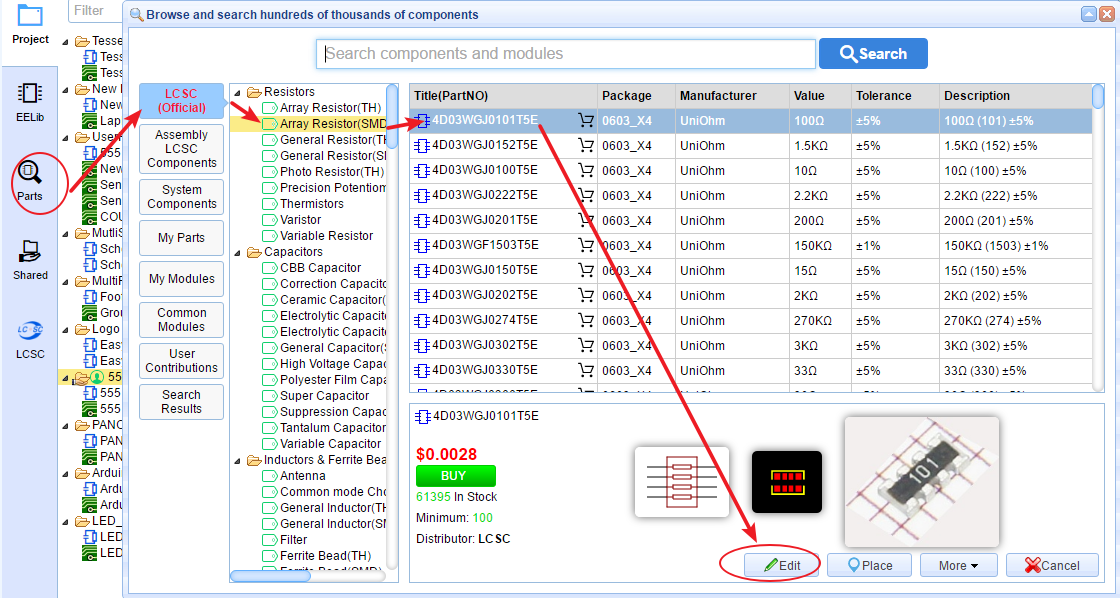 Project
EELib
Parts
Shared
LCSC
Filter
Tesse
Tess
Tess
New
New
Lap
User
555
New
Sen
Sen
COU
MutliS
Sche
Sche
MultiF
Foot
Grou
Logo
Easy
Easy
55
555
555
PANC
PAN
PAN
Ardui
Ardu
Ardu
LED_
LED
LED
Browse and search hundreds of thousands of components
Search components and modules
Search
LCSC
(Official)
Assembly
LCSC
Components
System
Components
My Parts
My Modules
Common
Modules
User
Contributions
Search
Results
Resistors
Array Resistor(TH)
Array Resistor(SMD
General Resistor(TH
General Resistor(SM
Photo Resistor(TH)
Precision Potentiom
Thermistors
Varistor
Variable Resistor
Capacitors
CBB Capacitor
Correction Capacito
Ceramic Capacitor(
Electrolytic Capacito
Electrolytic Capacito
General Capacitor(S
High Voltage Capac
Polyester Film Capa
Super Capacitor
Suppression Capac
Tantalum Capacitor
Variable Capacitor
Inductors & Ferrite Bea
Antenna
Common mode Cho
General Inductor(TH
General Inductor(SM
Filter
Ferrite Bead(TH)
Ferrite Bead(SMD)
Title(PartNO) Package Manufacturer Value Tolerance Description
4D03WGJ0101T5E 0603_X4 UniOhm 100Ω ±5% 100Ω (101) ±5%
4D03WGJ0152T5E 0603_X4 UniOhm 1.5KΩ ±5% 1.5KΩ (152) ±5%
4D03WGJ0100T5E 0603_X4 UniOhm 10Ω ±5% 10Ω (100) ±5%
4D03WGJ0222T5E 0603_X4 UniOhm 2.2KΩ ±5% 2.2KΩ (222) ±5%
4D03WGJ0201T5E 0603_X4 UniOhm 200Ω ±5% 200Ω (201) ±5%
4D03WGF1503T5E 0603_X4 UniOhm 150KΩ ±1% 150KΩ (1503) ±1%
4D03WGJ0150T5E 0603_X4 UniOhm 15Ω ±5% 15Ω (150) ±5%
4D03WGJ0202T5E 0603_X4 UniOhm 2KΩ ±5% 2KΩ (202) ±5%
4D03WGJ0274T5E 0603_X4 UniOhm 270KΩ ±5% 270KΩ (274) ±5%
4D03WGJ0302T5E 0603_X4 UniOhm 3KΩ ±5% 3KΩ (302) ±5%
4D03WGJ0330T5E 0603_X4 UniOhm 33Ω ±5% 33Ω (330) ±5%
4D03WGJ0101T5E
$0.0028
BUY
61395 In Stock
Minimum: 100
Distributor: LCSC
101
Edit
Place
More
Cancel